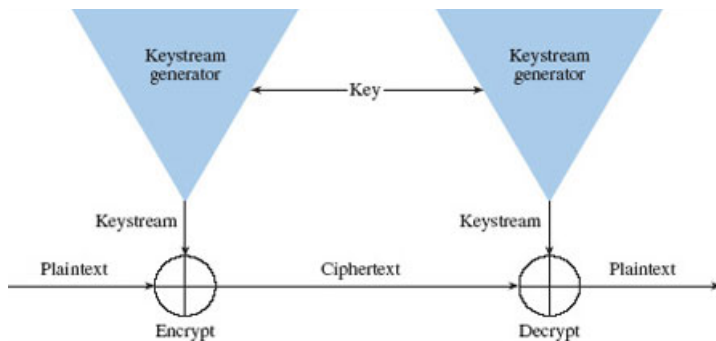 Keystream
generator
Keystream
generator
Key
Keystream
Keystream
Plaintext
Ciphertext
Plaintext
Encrypt
Decrypt